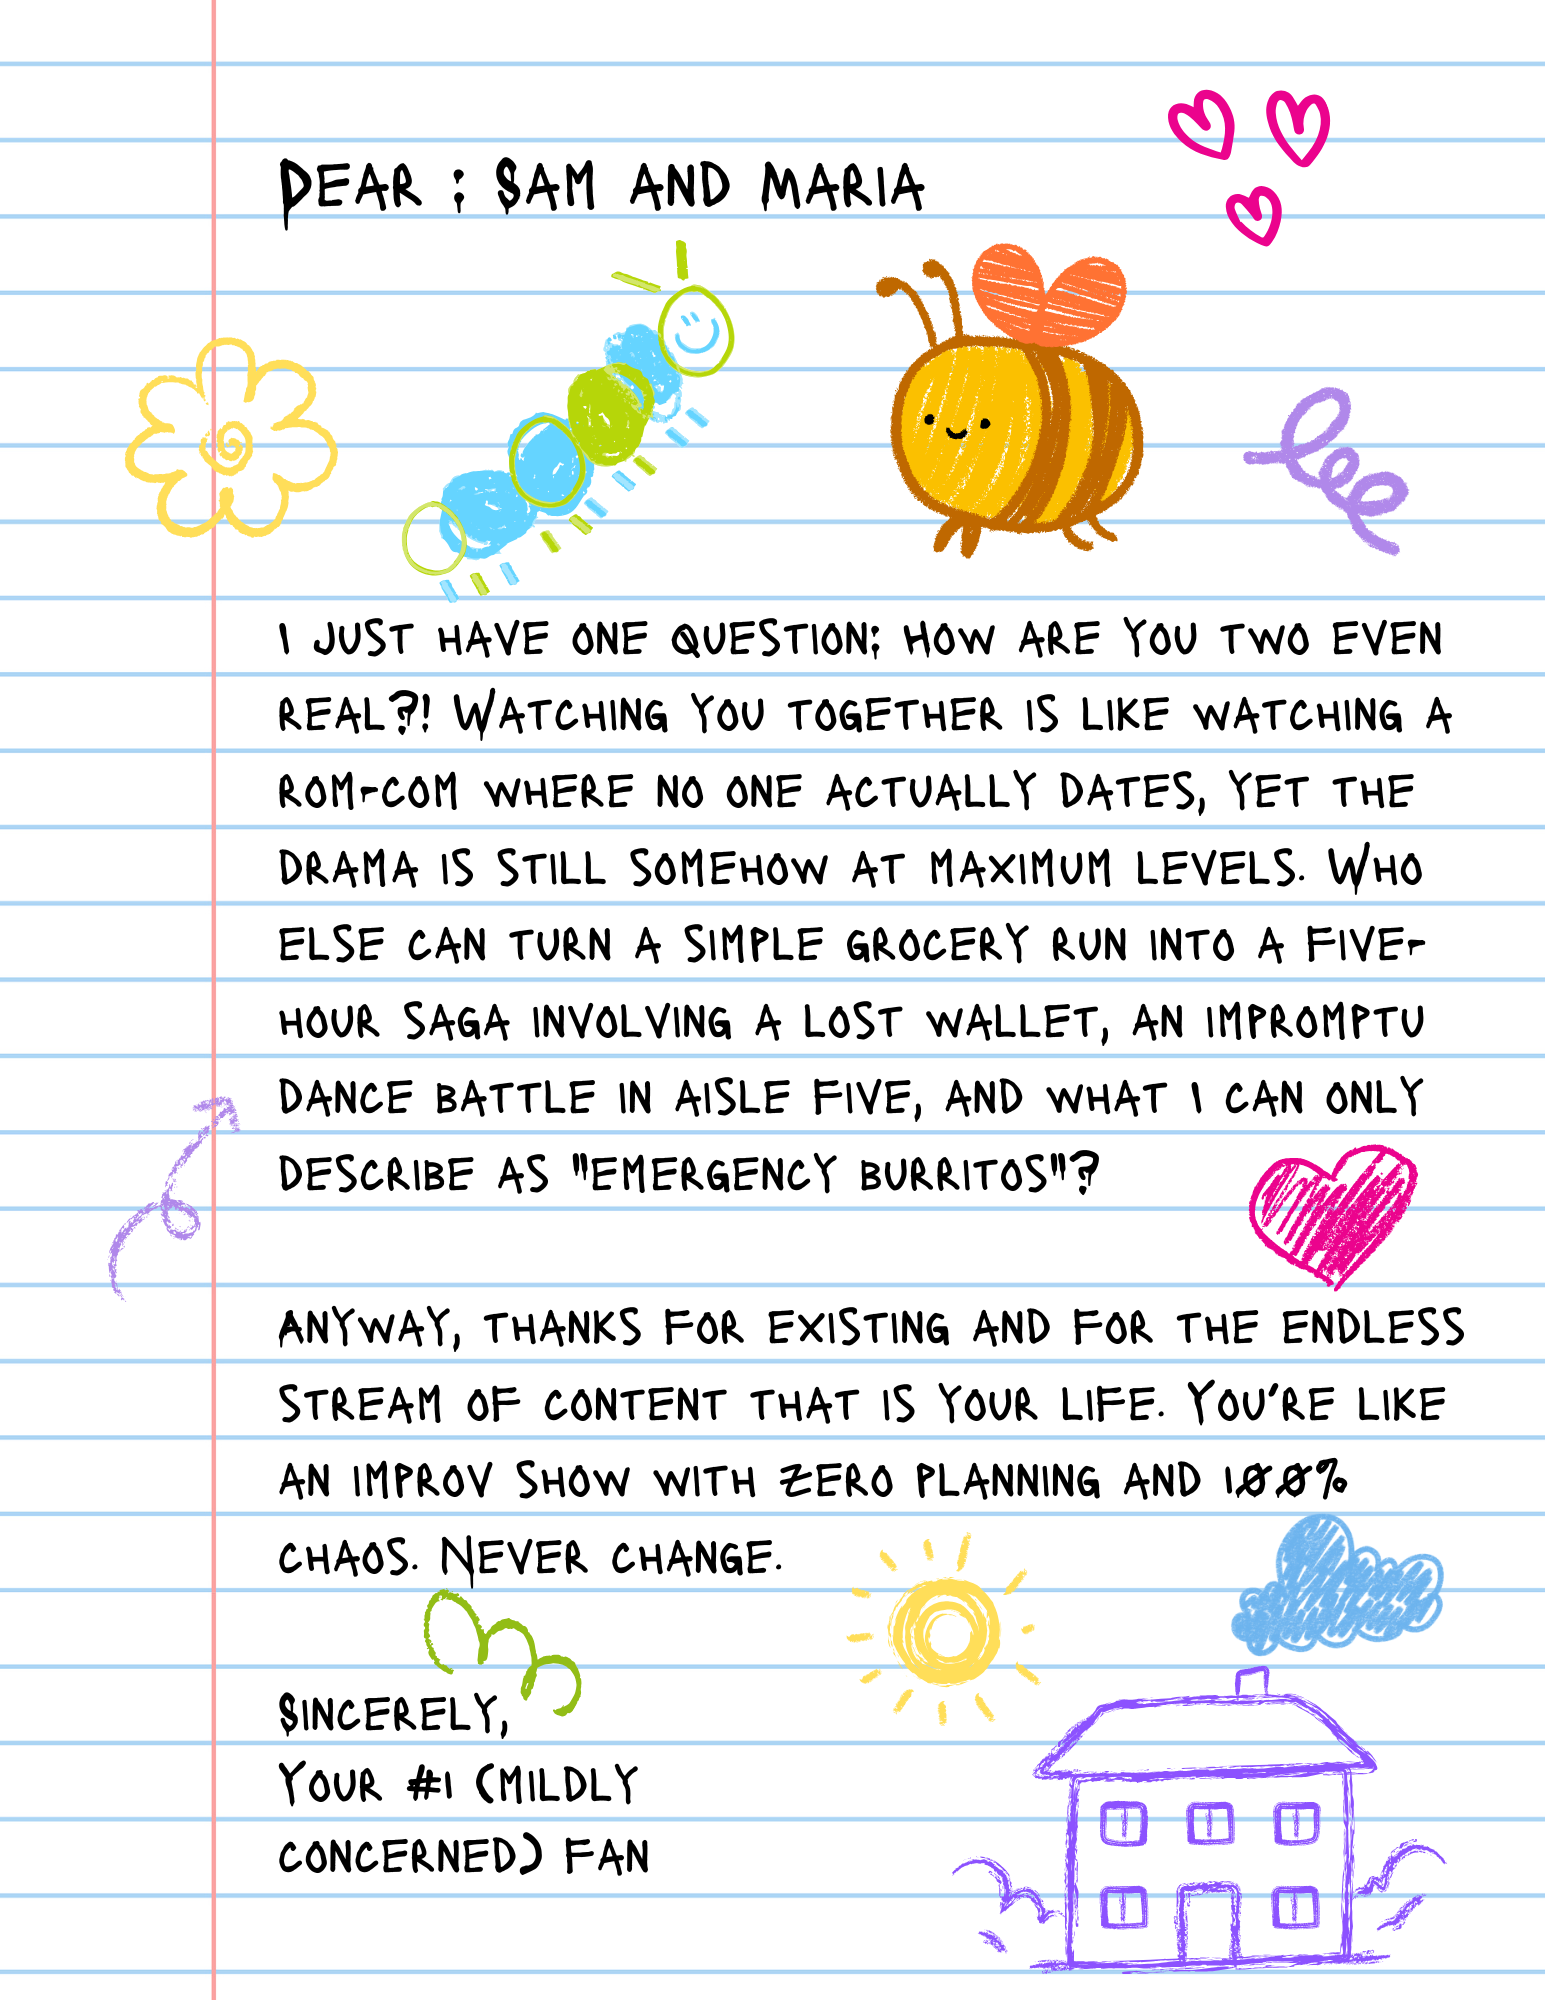 Dear : Sam and Maria
I just have one question: How are you two even
real?! Watching you together is like watching a
rom-com where no one actually dates, yet the
drama is still somehow at maximum levels. Who
else can turn a simple grocery run into a five-
hour saga involving a lost wallet, an impromptu
dance battle in aisle five, and what I can only
describe as "emergency burritos"?
Anyway, thanks for existing and for the endless
stream of content that is your life. You're like
an improv show with zero planning and 100%
chaos. Never change.
Sincerely,
Your #1 (mildly
concerned) fan